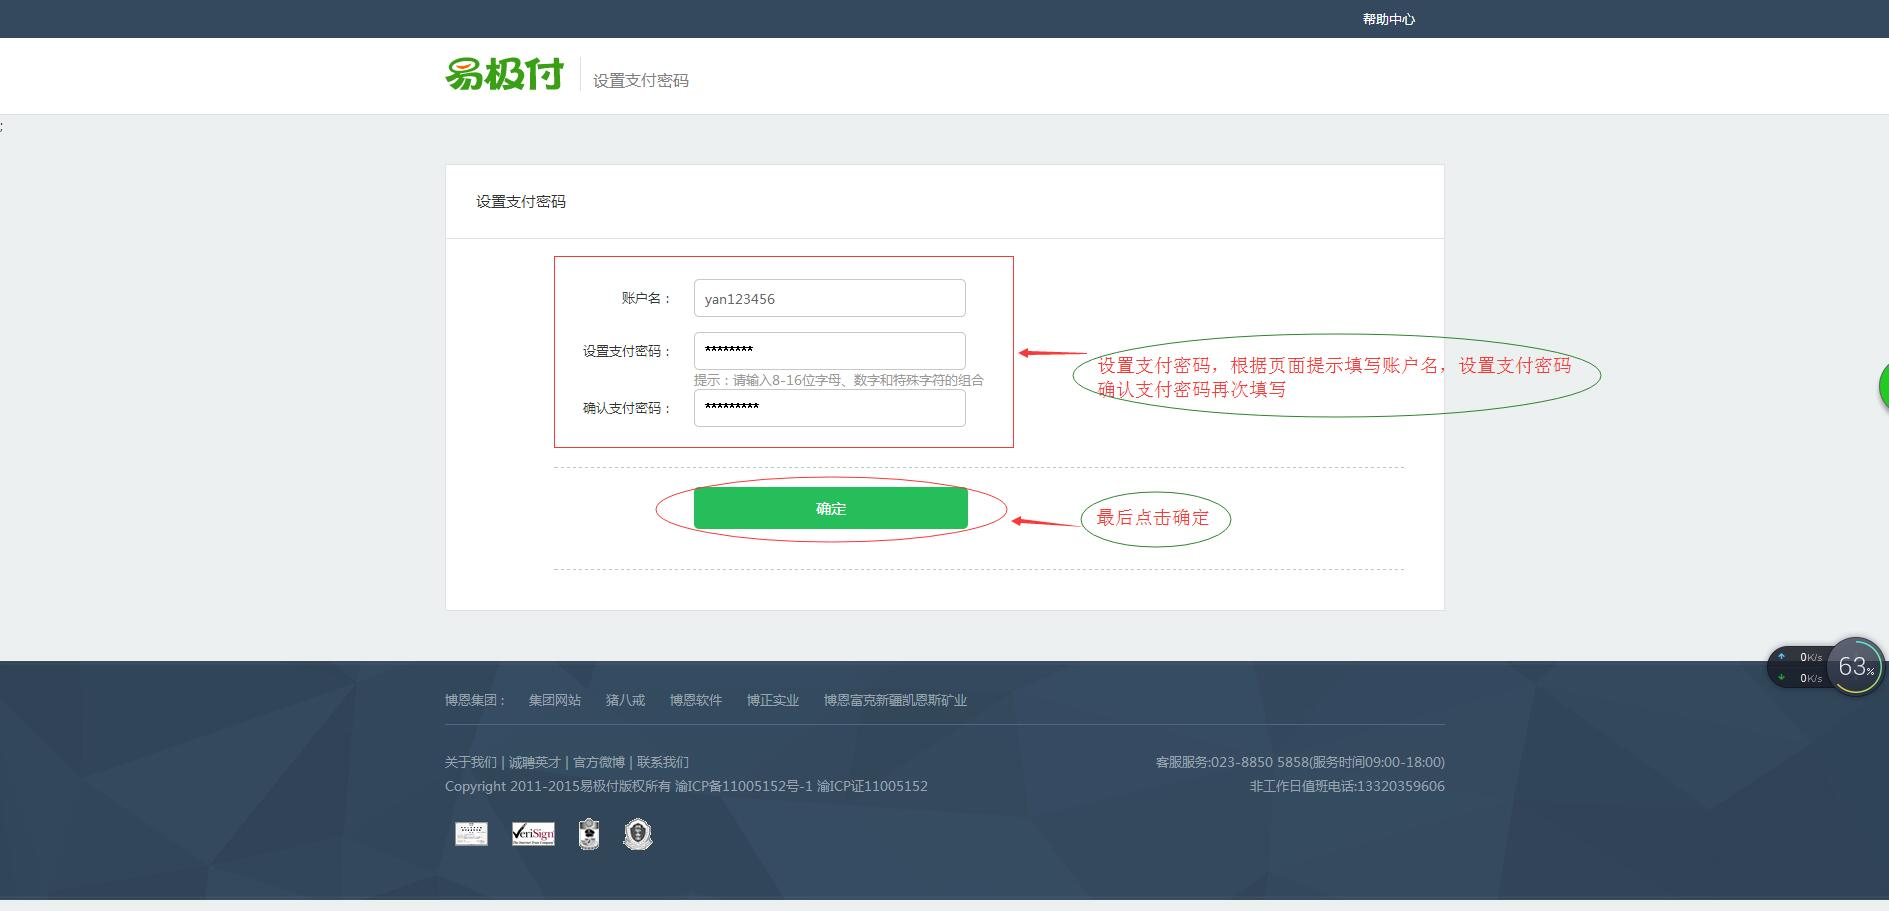 帮助中心
易极付
设置支付密码
;
设置支付密码
账户名：
yan123456
设置支付密码：
********
提示：请输入8-16位字母、数字和特殊字符的组合
确认支付密码：
*********
设置支付密码，根据页面提示填写账户名，设置支付密码
确认支付密码再次填写
确定
最后点击确定
0K/s
0K/s
63%
博恩集团： 集团网站 猪八戒 博恩软件 博正实业 博恩富克新疆凯恩斯矿业
关于我们 | 诚聘英才 | 官方微博 | 联系我们
客服服务:023-8850 5858(服务时间09:00-18:00)
Copyright 2011-2015易极付版权所有 渝ICP备11005152号-1 渝ICP证11005152
非工作日值班电话:13320359606
VeriSign